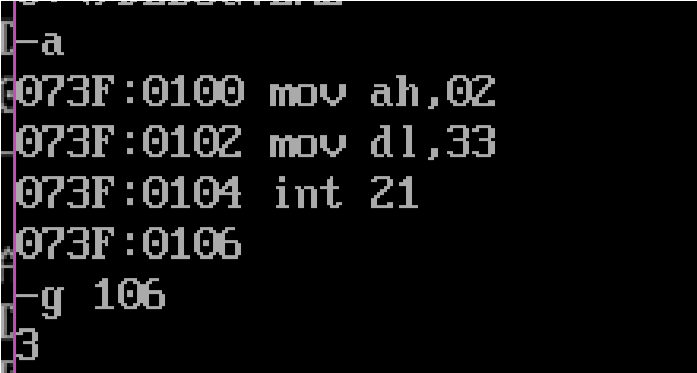 -a
073F:0100 mov ah,02
073F:0102 mov dl,33
073F:0104 int 21
073F:0106
-g 106
3